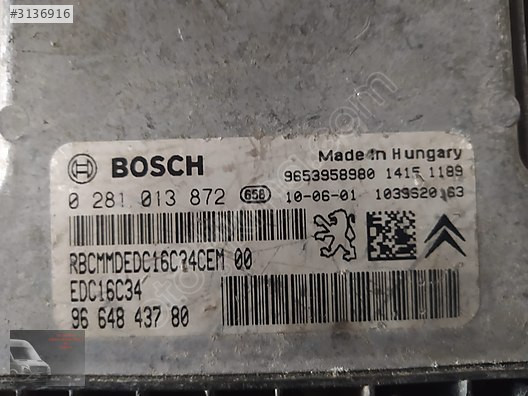 #3136916
BOSCH
Made in Hungary
9653958980 141F 1189
0 281 013 872 656 10-06-01 1039S20163
RBCMMDEDC16C34CEM 00
EDC16C34
96 648 437 80